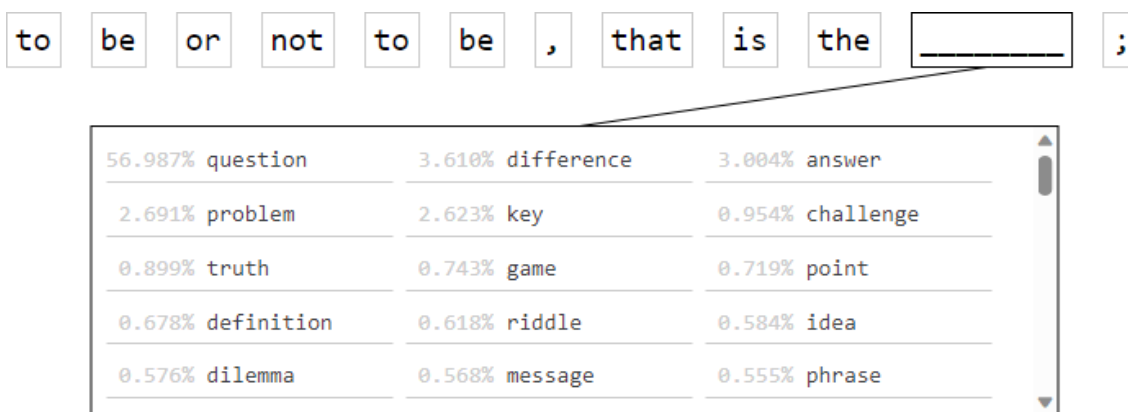 to be or not to be , that is the ________ ;
56.987% question 3.610% difference 3.004% answer
2.691% problem 2.623% key 0.954% challenge
0.899% truth 0.743% game 0.719% point
0.678% definition 0.618% riddle 0.584% idea
0.576% dilemma 0.568% message 0.555% phrase